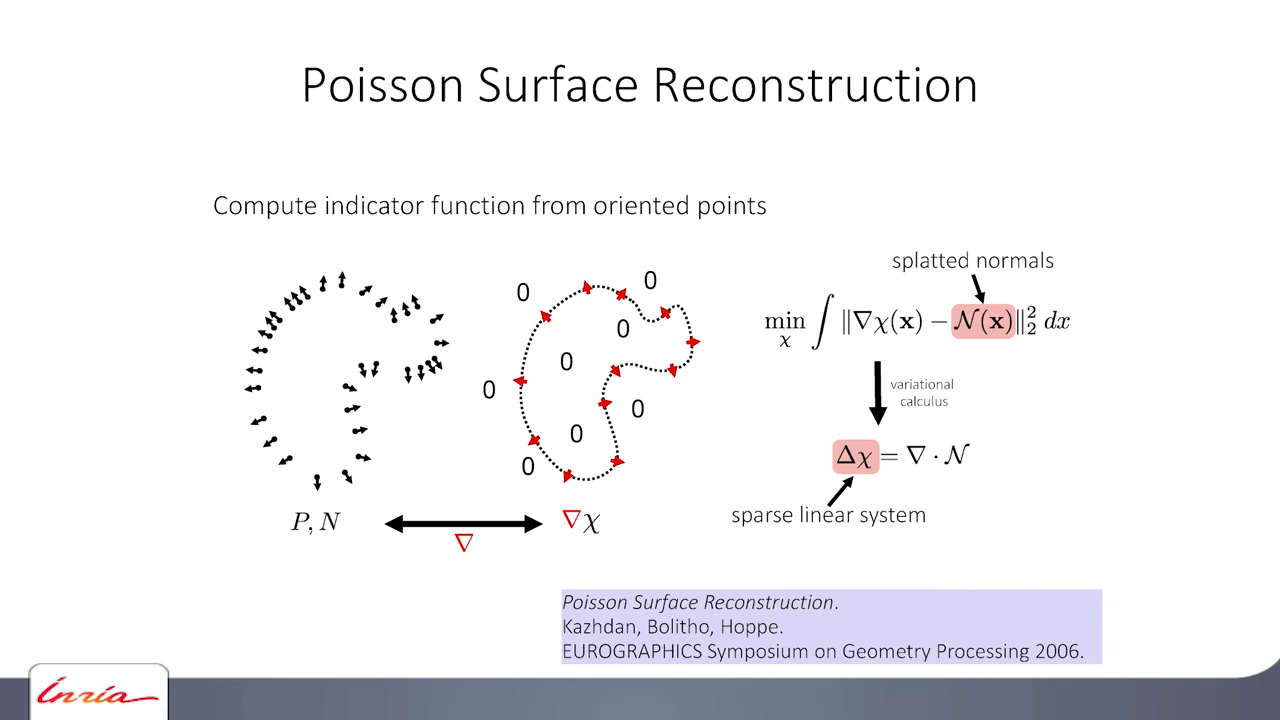 Poisson Surface Reconstruction
Compute indicator function from oriented points
0
0
0
0
0
0
0
0
P, N
∇
∇χ
splatted normals
min ∫ ‖∇χ(x) − 𝒩(x)‖₂² dx
χ
variational
calculus
Δχ = ∇ · 𝒩
sparse linear system
Poisson Surface Reconstruction.
Kazhdan, Bolitho, Hoppe.
EUROGRAPHICS Symposium on Geometry Processing 2006.
Inria